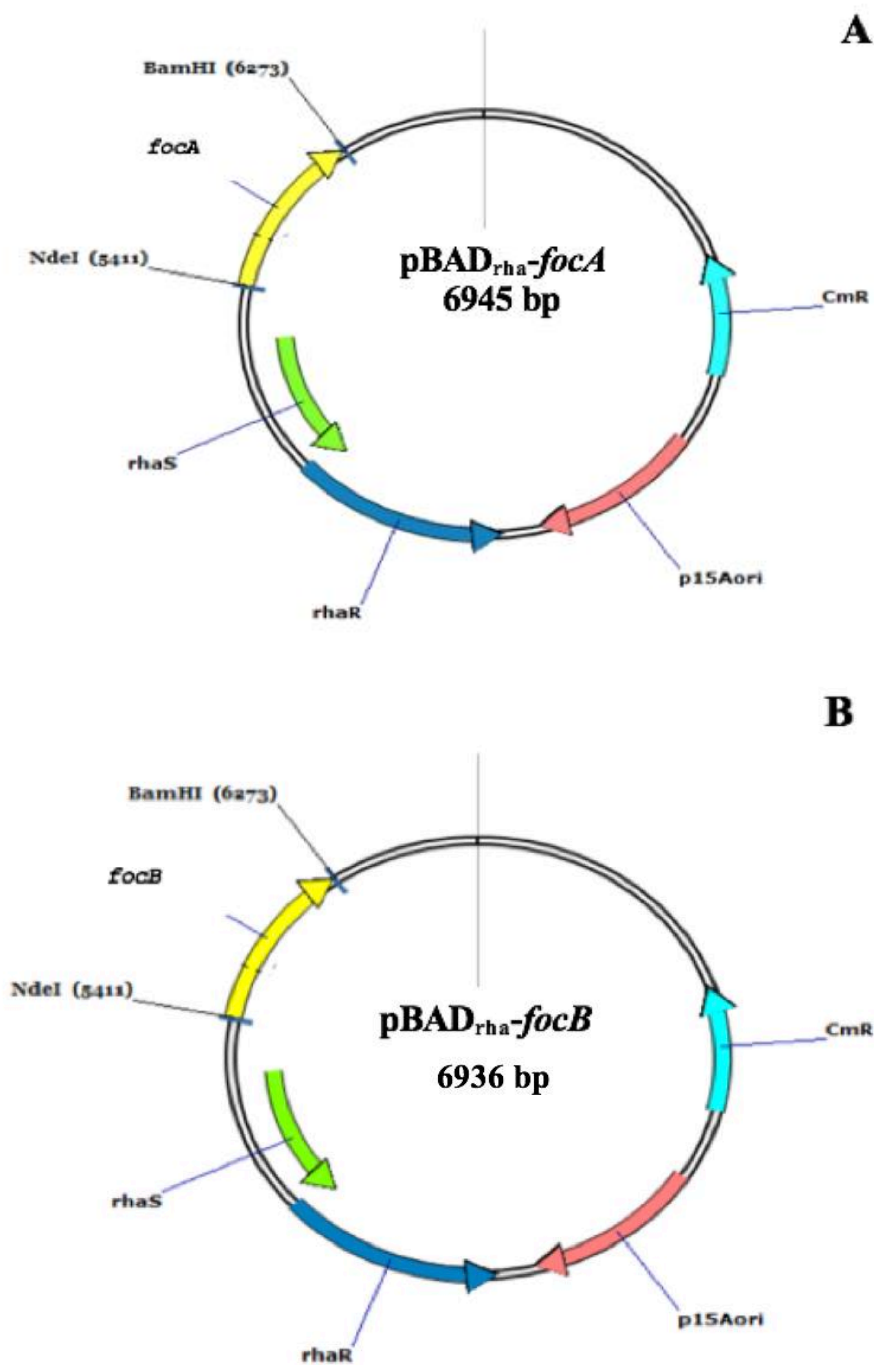 A
BamHI (6273)
focA
NdeI (5411)
pBADrha-focA
6945 bp
CmR
rhaS
p15Aori
rhaR
B
BamHI (6273)
focB
NdeI (5411)
pBADrha-focB
6936 bp
CmR
rhaS
p15Aori
rhaR